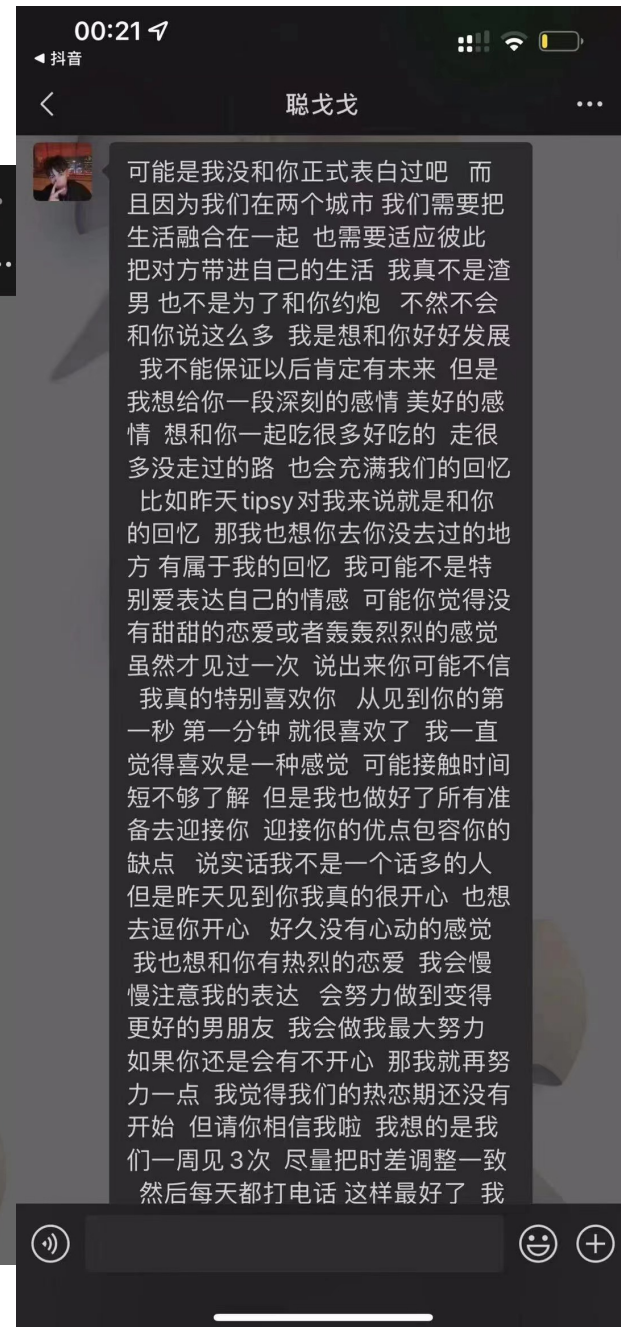 00:21
◀ 抖音
聪戈戈
可能是我没和你正式表白过吧 而
且因为我们在两个城市 我们需要把
生活融合在一起 也需要适应彼此
把对方带进自己的生活 我真不是渣
男 也不是为了和你约炮 不然不会
和你说这么多 我是想和你好好发展
我不能保证以后肯定有未来 但是
我想给你一段深刻的感情 美好的感
情 想和你一起吃很多好吃的 走很
多没走过的路 也会充满我们的回忆
比如昨天tipsy对我来说就是和你
的回忆 那我也想你去你没去过的地
方 有属于我的回忆 我可能不是特
别爱表达自己的情感 可能你觉得没
有甜甜的恋爱或者轰轰烈烈的感觉
虽然才见过一次 说出来你可能不信
我真的特别喜欢你 从见到你的第
一秒 第一分钟 就很喜欢了 我一直
觉得喜欢是一种感觉 可能接触时间
短不够了解 但是我也做好了所有准
备去迎接你 迎接你的优点包容你的
缺点 说实话我不是一个话多的人
但是昨天见到你我真的很开心 也想
去逗你开心 好久没有心动的感觉
我也想和你有热烈的恋爱 我会慢
慢注意我的表达 会努力做到变得
更好的男朋友 我会做我最大努力
如果你还是会有不开心 那我就再努
力一点 我觉得我们的热恋期还没有
开始 但请你相信我啦 我想的是我
们一周见3次 尽量把时差调整一致
然后每天都打电话 这样最好了 我